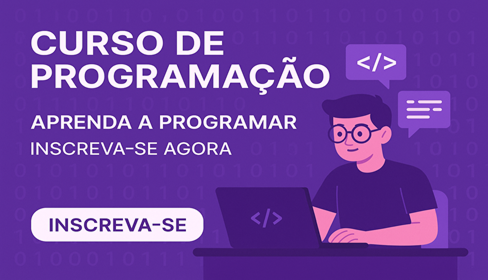 CURSO DE
PROGRAMAÇÃO
</>
APRENDA A PROGRAMAR
INSCREVA-SE AGORA
INSCREVA-SE
</>